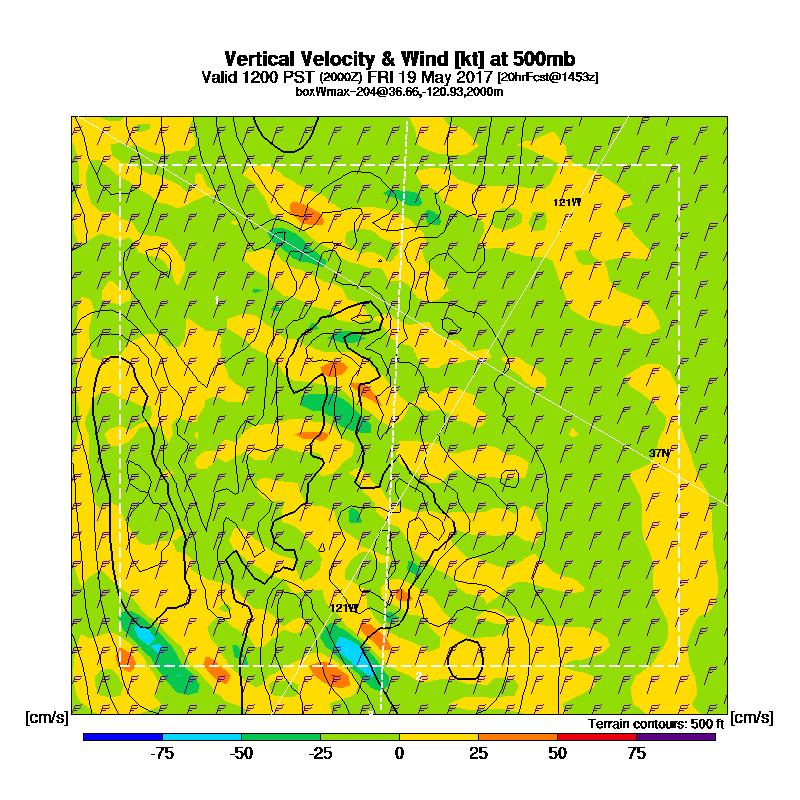 Vertical Velocity & Wind [kt] at 500mb
Valid 1200 PST (2000Z) FRI 19 May 2017 [20hrFcst@1453z]
boxWmax-204@36.66,-120.93,2000m
121W
1
37N
121W
2
[cm/s]
Terrain contours: 500 ft
[cm/s]
-75 -50 -25 0 25 50 75